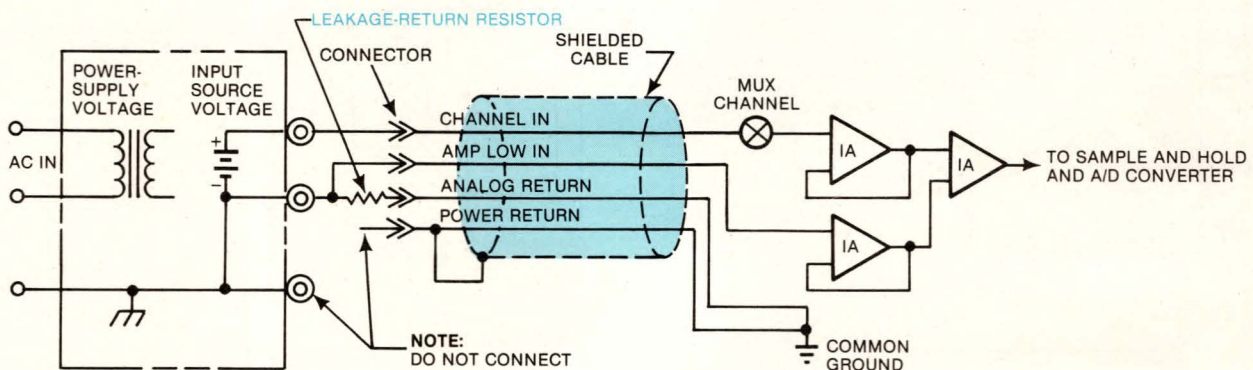 LEAKAGE-RETURN RESISTOR
CONNECTOR
SHIELDED
CABLE
POWER-
SUPPLY
VOLTAGE
INPUT
SOURCE
VOLTAGE
MUX
CHANNEL
AC IN
+
−
CHANNEL IN
AMP LOW IN
ANALOG RETURN
POWER RETURN
IA
IA
IA
TO SAMPLE AND HOLD
AND A/D CONVERTER
NOTE:
DO NOT CONNECT
COMMON
GROUND